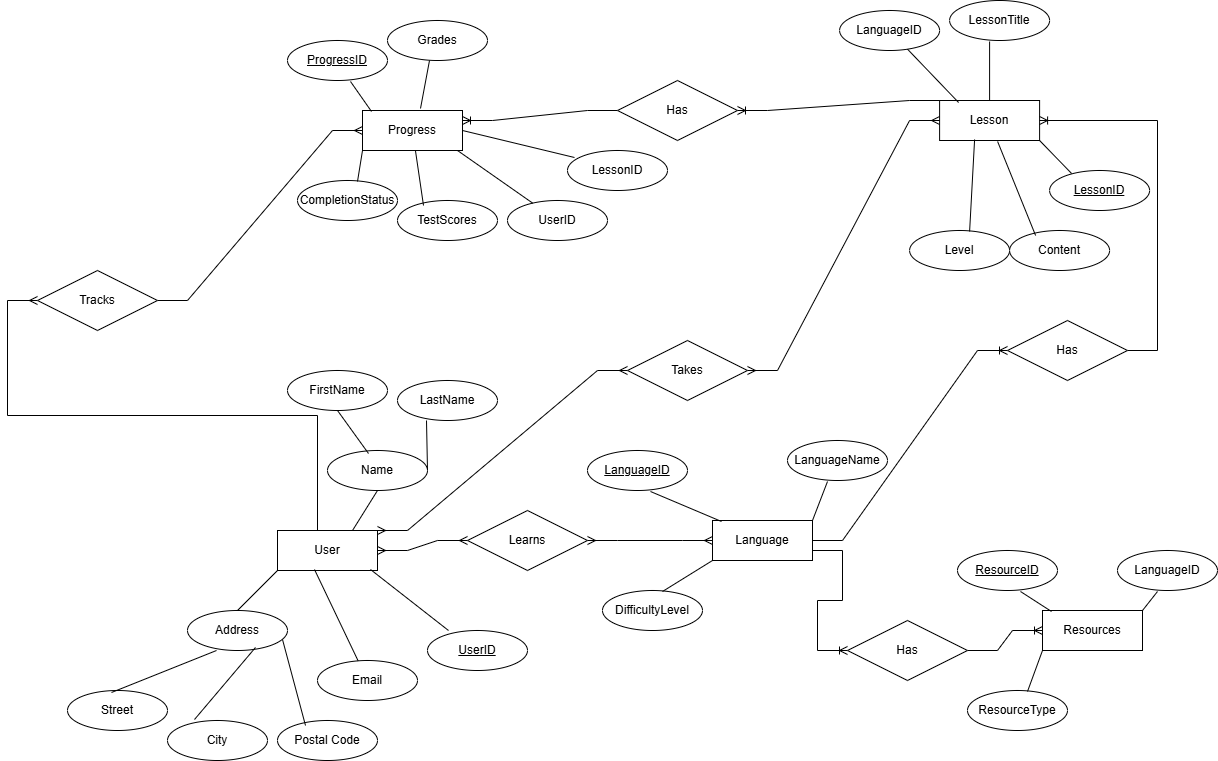 LessonTitle
LanguageID
Grades
ProgressID
Has
Lesson
Progress
LessonID
LessonID
CompletionStatus
TestScores
UserID
Level
Content
Tracks
Has
Takes
FirstName
LastName
Name
LanguageID
LanguageName
User
Learns
Language
ResourceID
LanguageID
DifficultyLevel
Address
Resources
UserID
Has
Email
Street
ResourceType
City
Postal Code